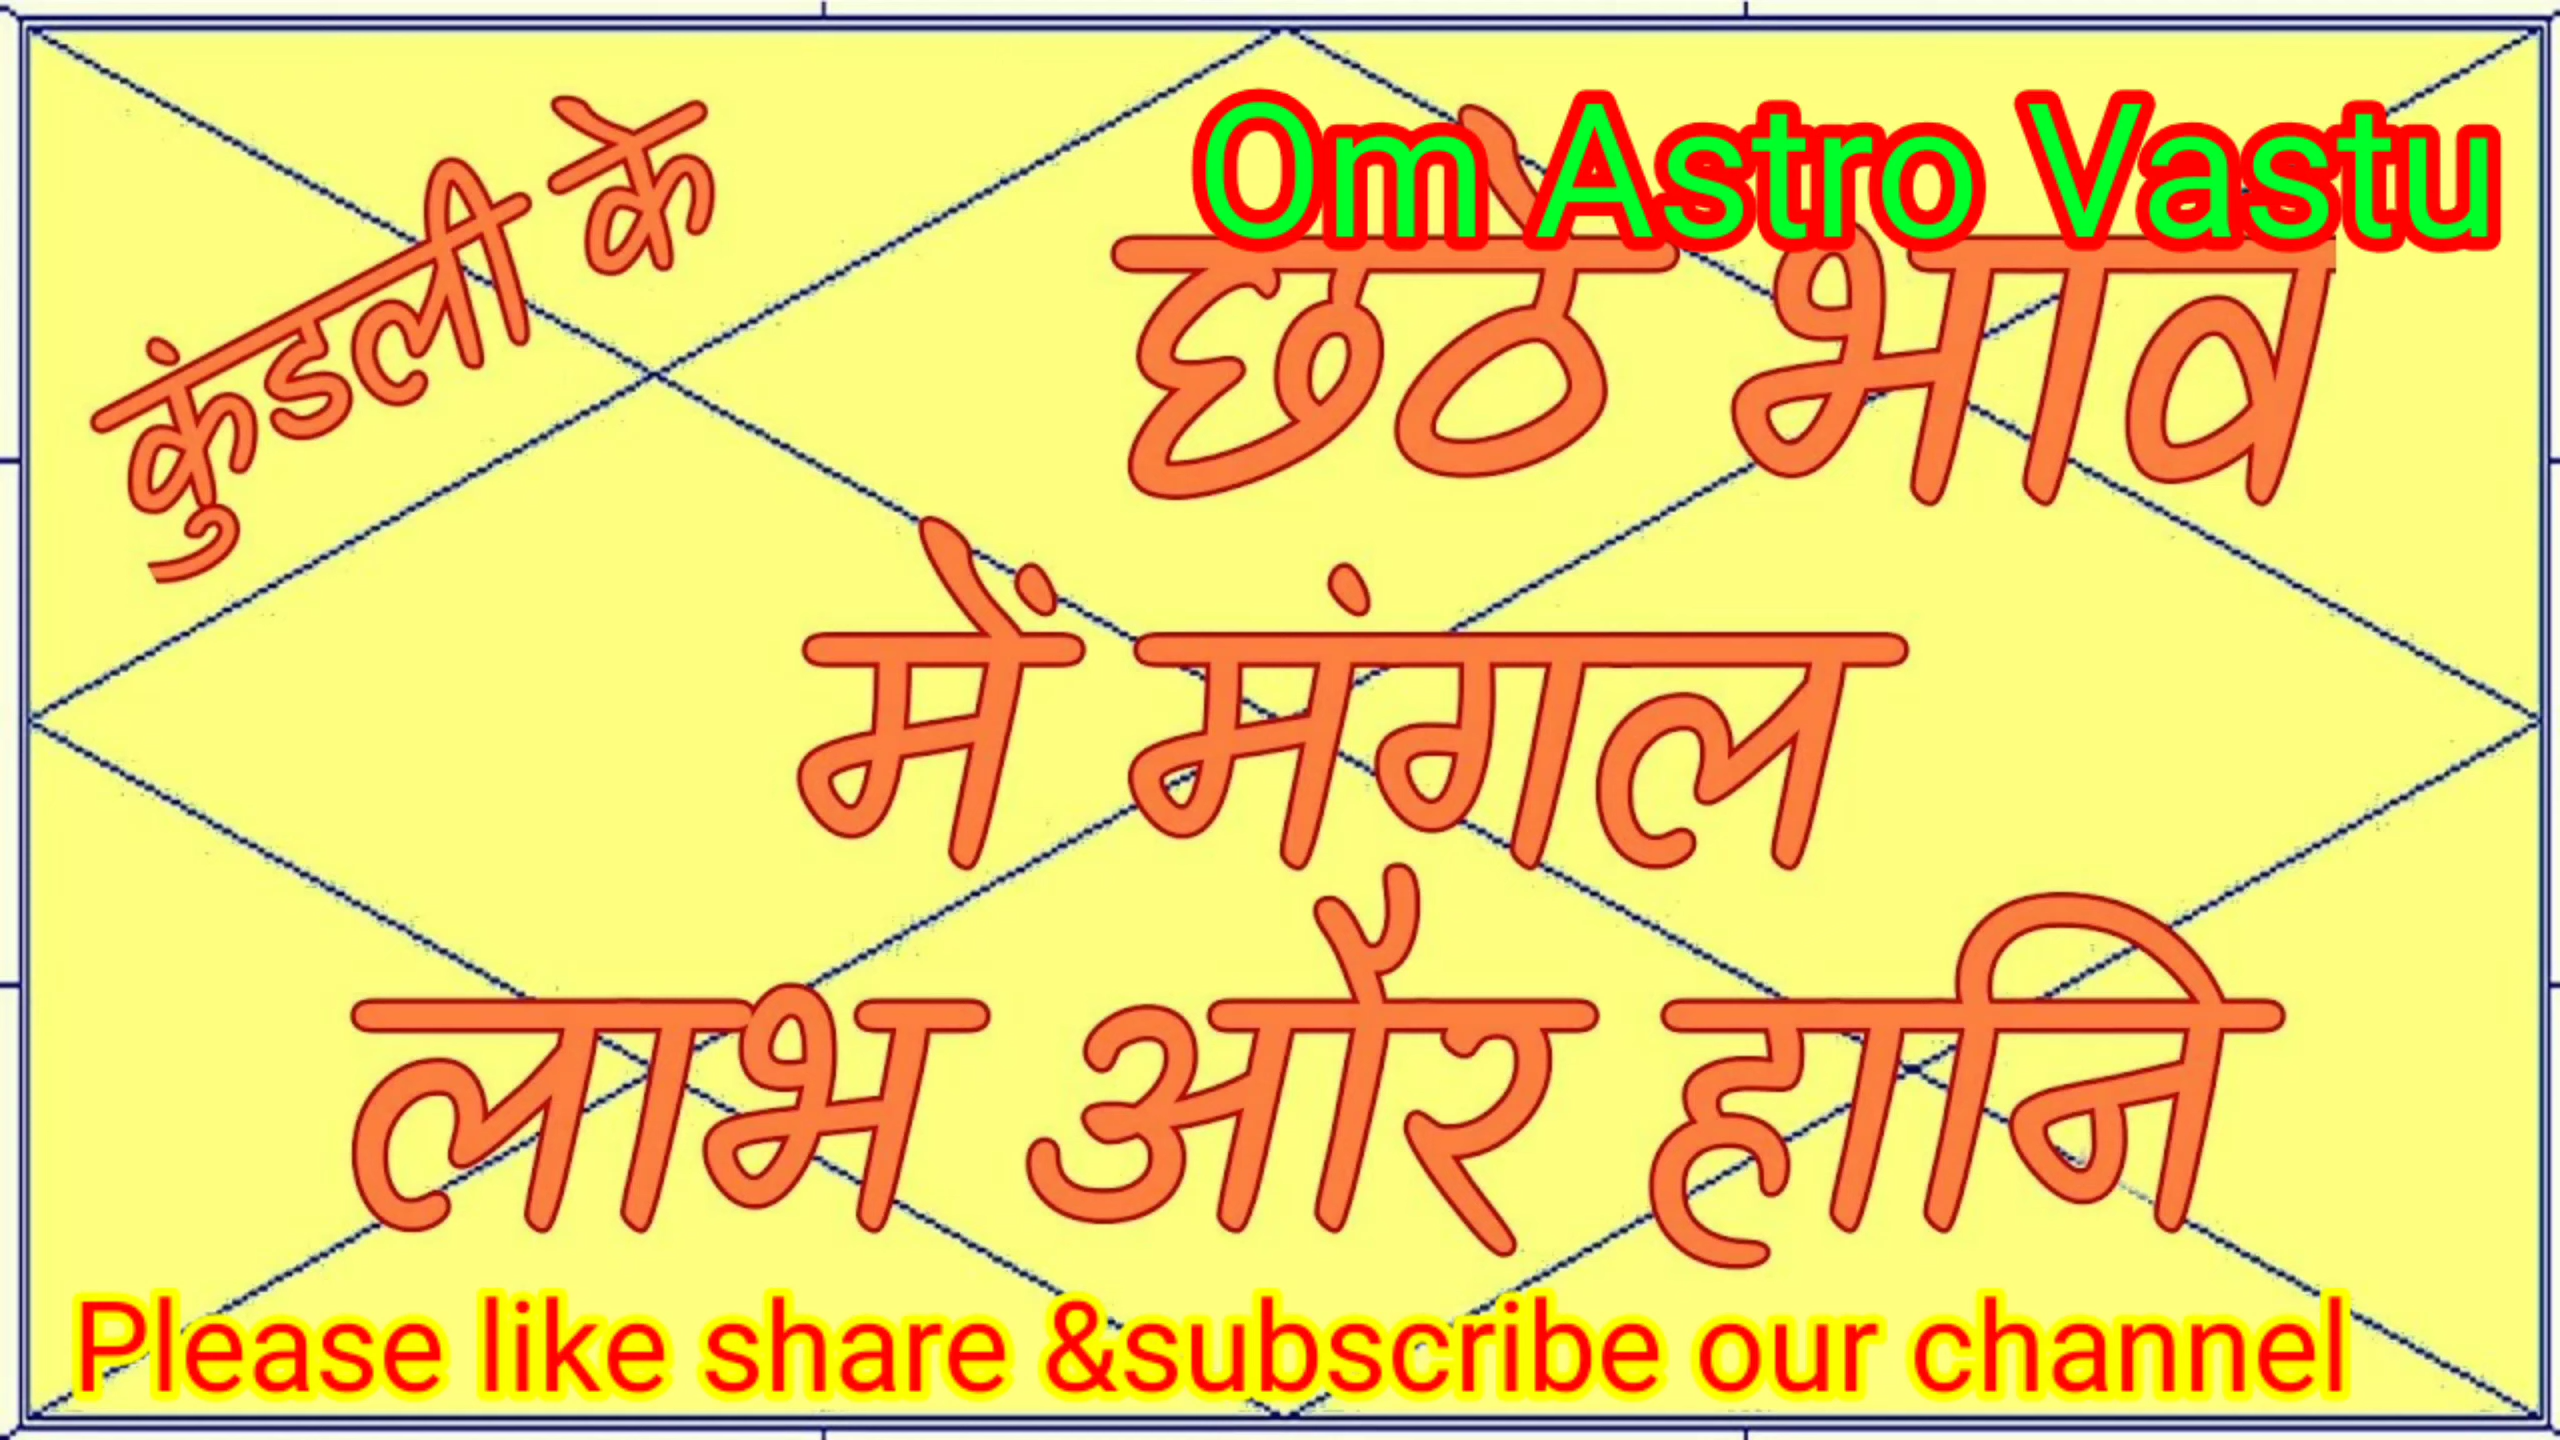 Om Astro Vastu
कुंडली के
छठे भाव
में मंगल
लाभ और हानि
Please like share &subscribe our channel